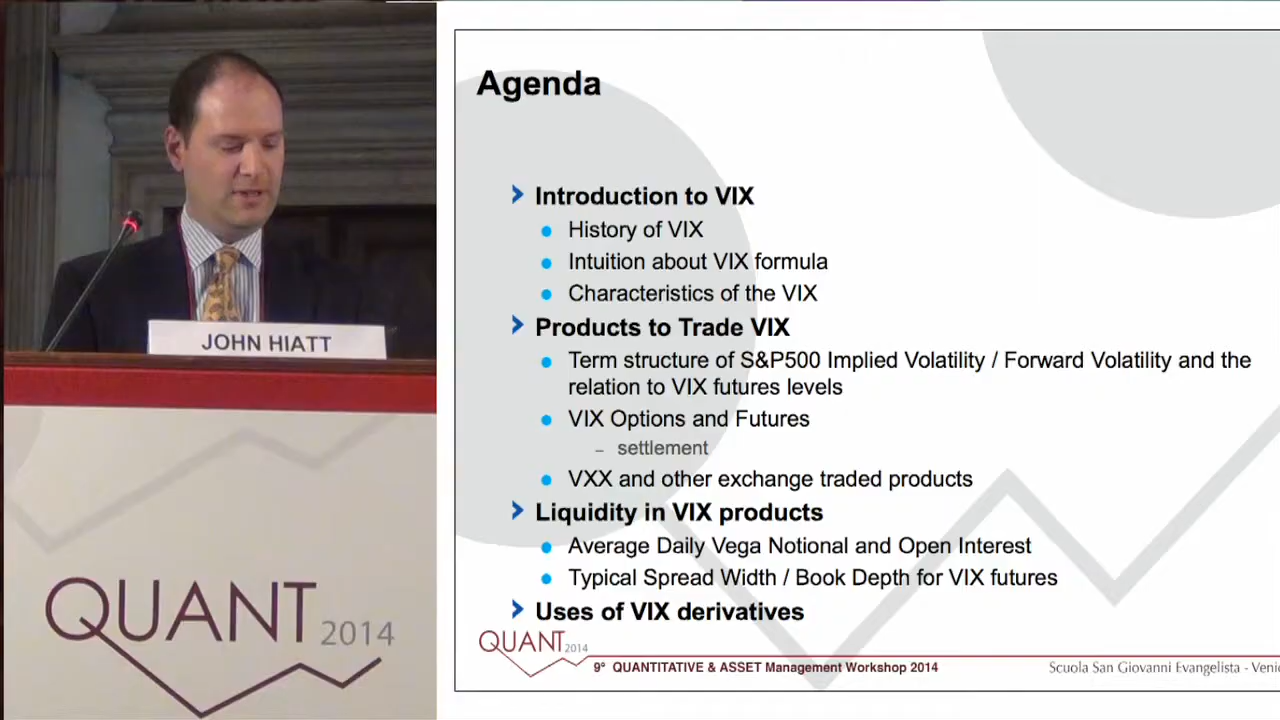 JOHN HIATT
QUANT 2014
Agenda
Introduction to VIX
History of VIX
Intuition about VIX formula
Characteristics of the VIX
Products to Trade VIX
Term structure of S&P500 Implied Volatility / Forward Volatility and the
relation to VIX futures levels
VIX Options and Futures
– settlement
VXX and other exchange traded products
Liquidity in VIX products
Average Daily Vega Notional and Open Interest
Typical Spread Width / Book Depth for VIX futures
Uses of VIX derivatives
QUANT 2014
9° QUANTITATIVE & ASSET Management Workshop 2014
Scuola San Giovanni Evangelista - Veni